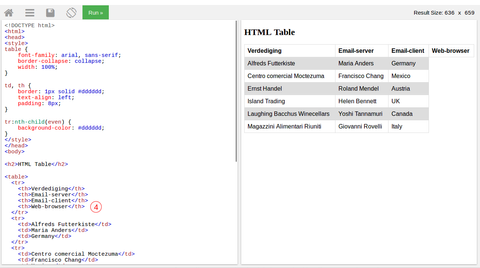 Run »
Result Size: 636 x 659
<!DOCTYPE html>
<html>
<head>
<style>
table {
font-family: arial, sans-serif;
border-collapse: collapse;
width: 100%;
}
td, th {
border: 1px solid #dddddd;
text-align: left;
padding: 8px;
}
tr:nth-child(even) {
background-color: #dddddd;
}
</style>
</head>
<body>
<h2>HTML Table</h2>
<table>
<tr>
<th>Verdediging</th>
<th>Email-server</th>
<th>Email-client</th>
<th>Web-browser</th>
4
</tr>
<tr>
<td>Alfreds Futterkiste</td>
<td>Maria Anders</td>
<td>Germany</td>
</tr>
<tr>
<td>Centro comercial Moctezuma</td>
<td>Francisco Chang</td>
HTML Table
Verdediging Email-server Email-client Web-browser
Alfreds Futterkiste Maria Anders Germany
Centro comercial Moctezuma Francisco Chang Mexico
Ernst Handel Roland Mendel Austria
Island Trading Helen Bennett UK
Laughing Bacchus Winecellars Yoshi Tannamuri Canada
Magazzini Alimentari Riuniti Giovanni Rovelli Italy